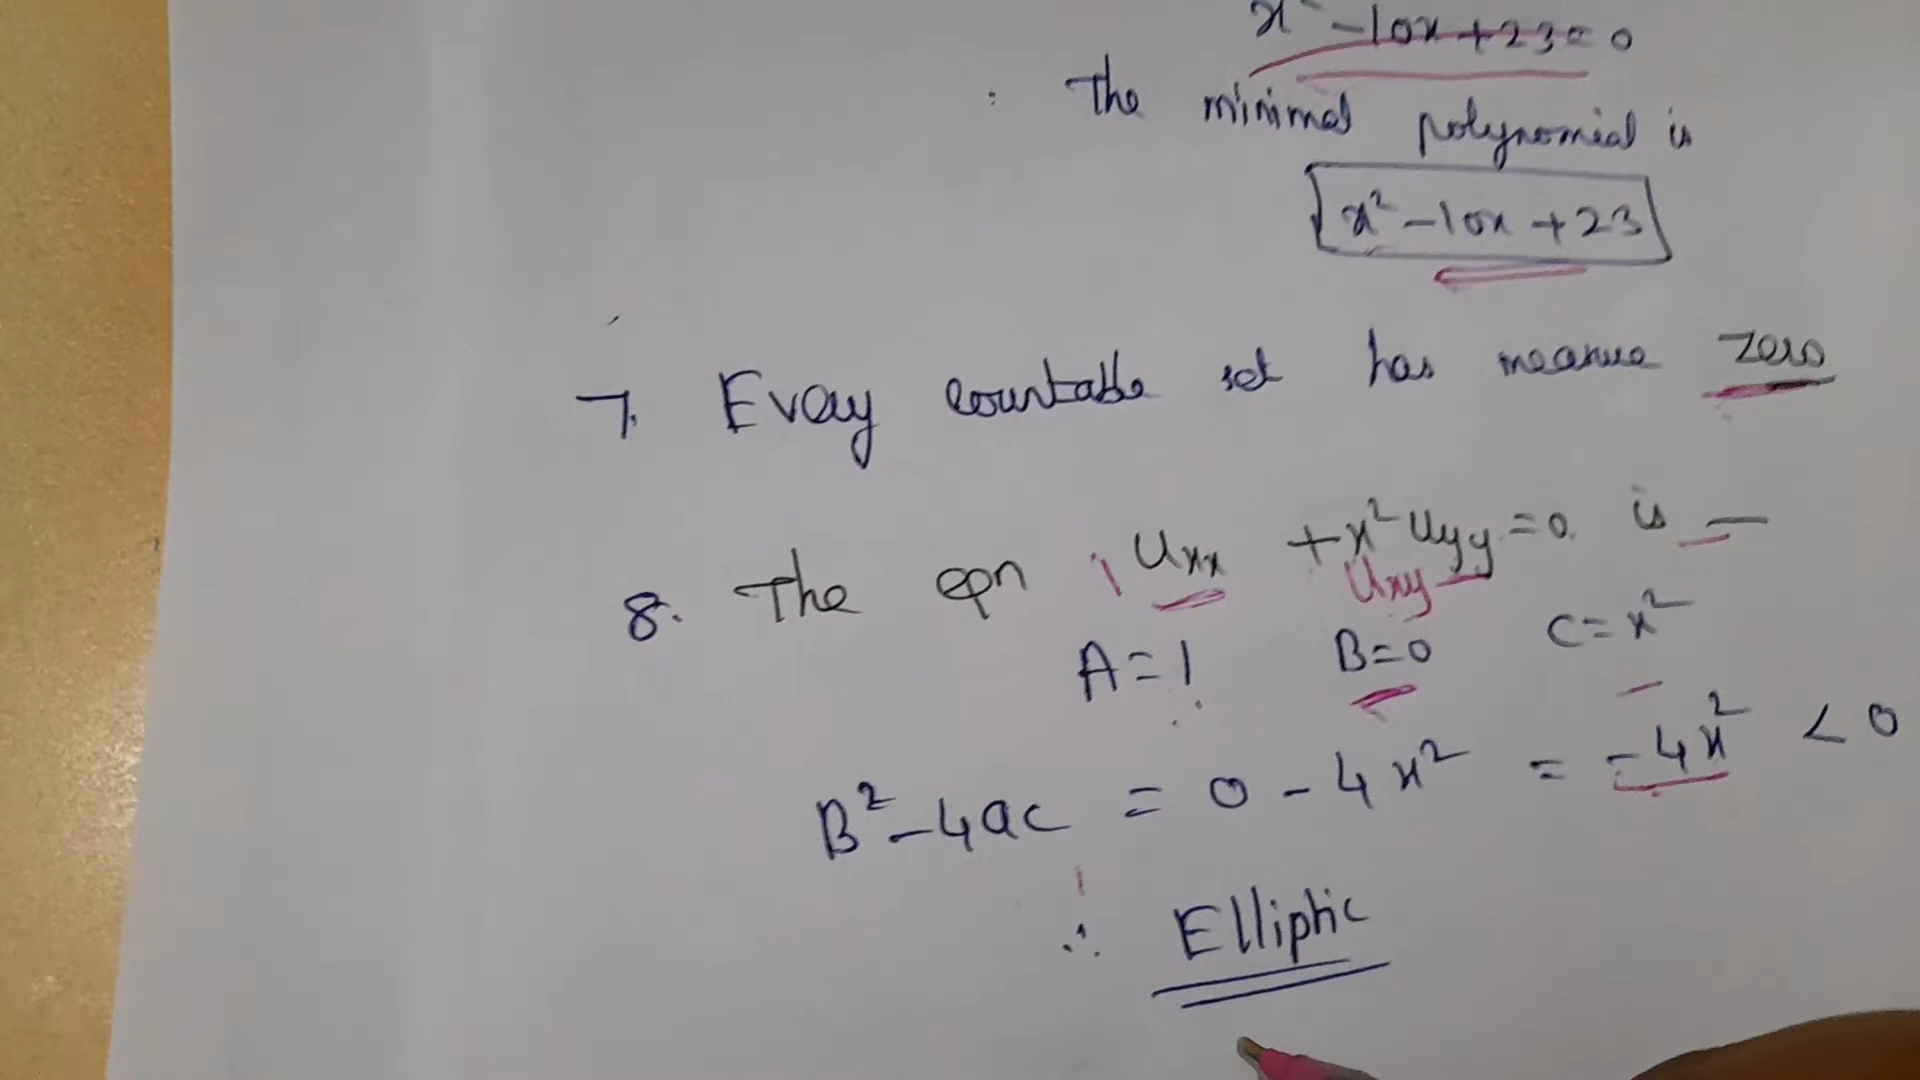 x² -10x +23 = 0
The minimal polynomial is
x² -10x +23
7. Every countable set has measure zero
8. The eqn 1 Uxx + x² Uyy = 0 is —
Uxy
A = 1 B = 0 C = x²
B² - 4ac = 0 - 4x² = -4x² < 0
∴ Elliptic